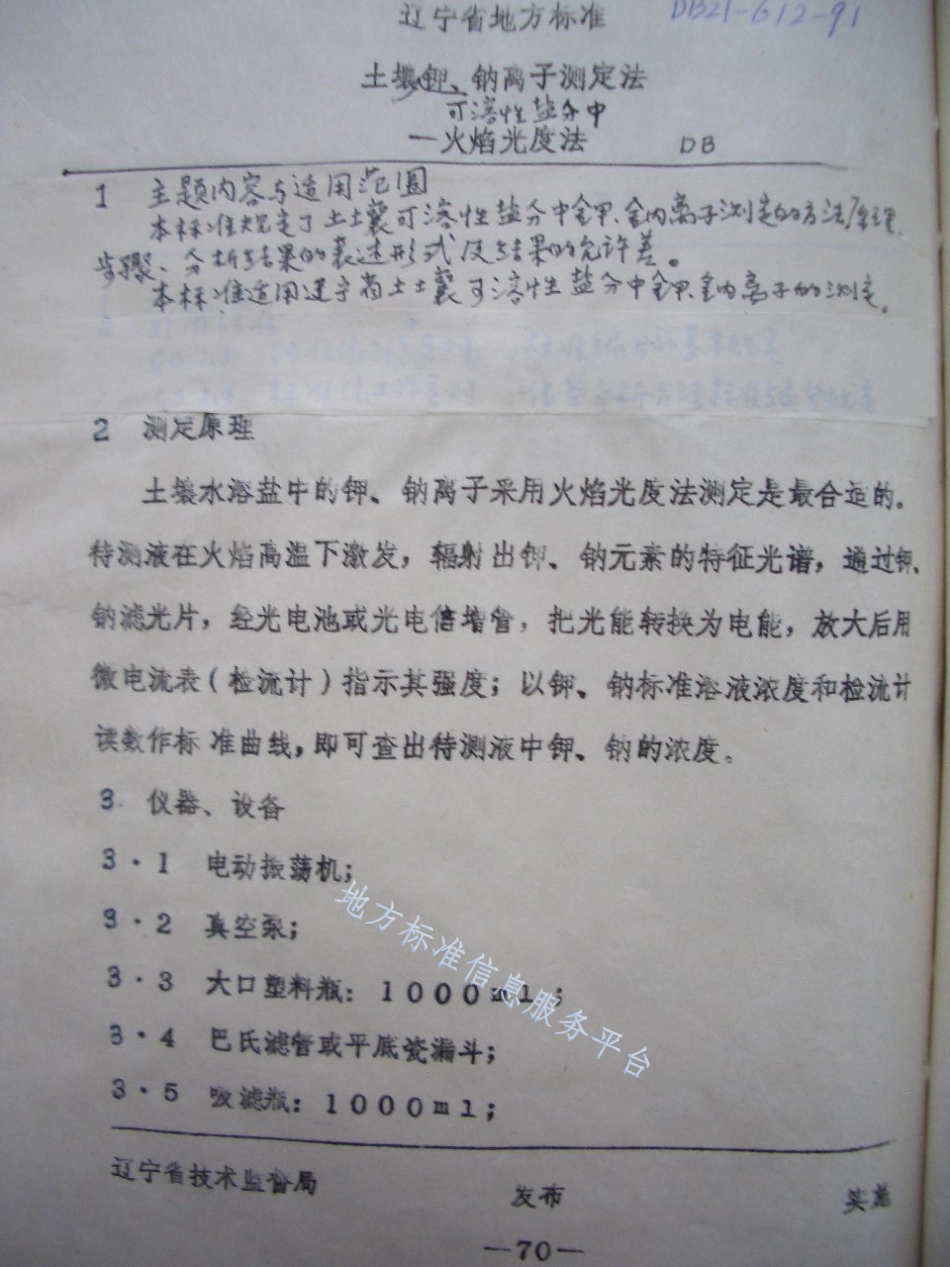 辽宁省地方标准 DB21-612-91
土壤钾、钠离子测定法
可溶性盐分中
—火焰光度法 DB
1 主题内容与适用范围
本标准规定了土壤可溶性盐分中钾、钠离子测定的方法原理、
步骤、分析结果的表述形式及结果的允许差。
本标准适用辽宁省土壤可溶性盐分中钾、钠离子的测定。
2 测定原理
土壤水溶盐中的钾、钠离子采用火焰光度法测定是最合适的。
待测液在火焰高温下激发，辐射出钾、钠元素的特征光谱，通过钾、
钠滤光片，经光电池或光电倍增管，把光能转换为电能，放大后用
微电流表（检流计）指示其强度；以钾、钠标准溶液浓度和检流计
读数作标准曲线，即可查出待测液中钾、钠的浓度。
3 仪器、设备
3·1 电动振荡机；
3·2 真空泵；
3·3 大口塑料瓶：1000ml；
3·4 巴氏滤管或平底瓷漏斗；
3·5 吸滤瓶：1000ml；
地方标准信息服务平台
辽宁省技术监督局 发布 实施
—70—